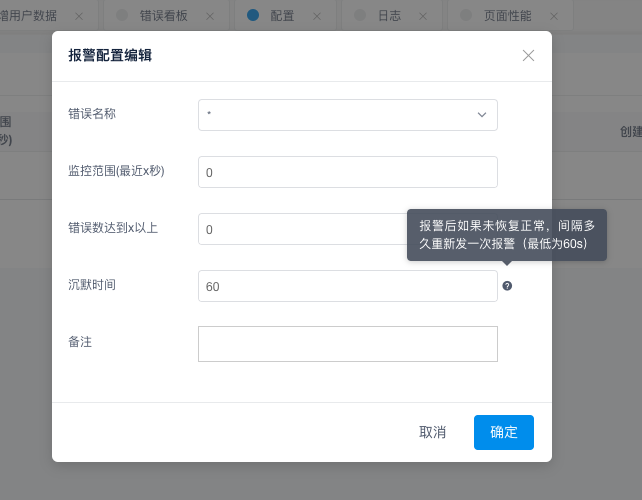 增用户数据 错误看板 配置 日志 页面性能
报警配置编辑
错误名称 *
围
秒)
创建
监控范围(最近x秒) 0
报警后如果未恢复正常，间隔多
久重新发一次报警（最低为60s）
错误数达到x以上 0
沉默时间 60
备注
取消 确定